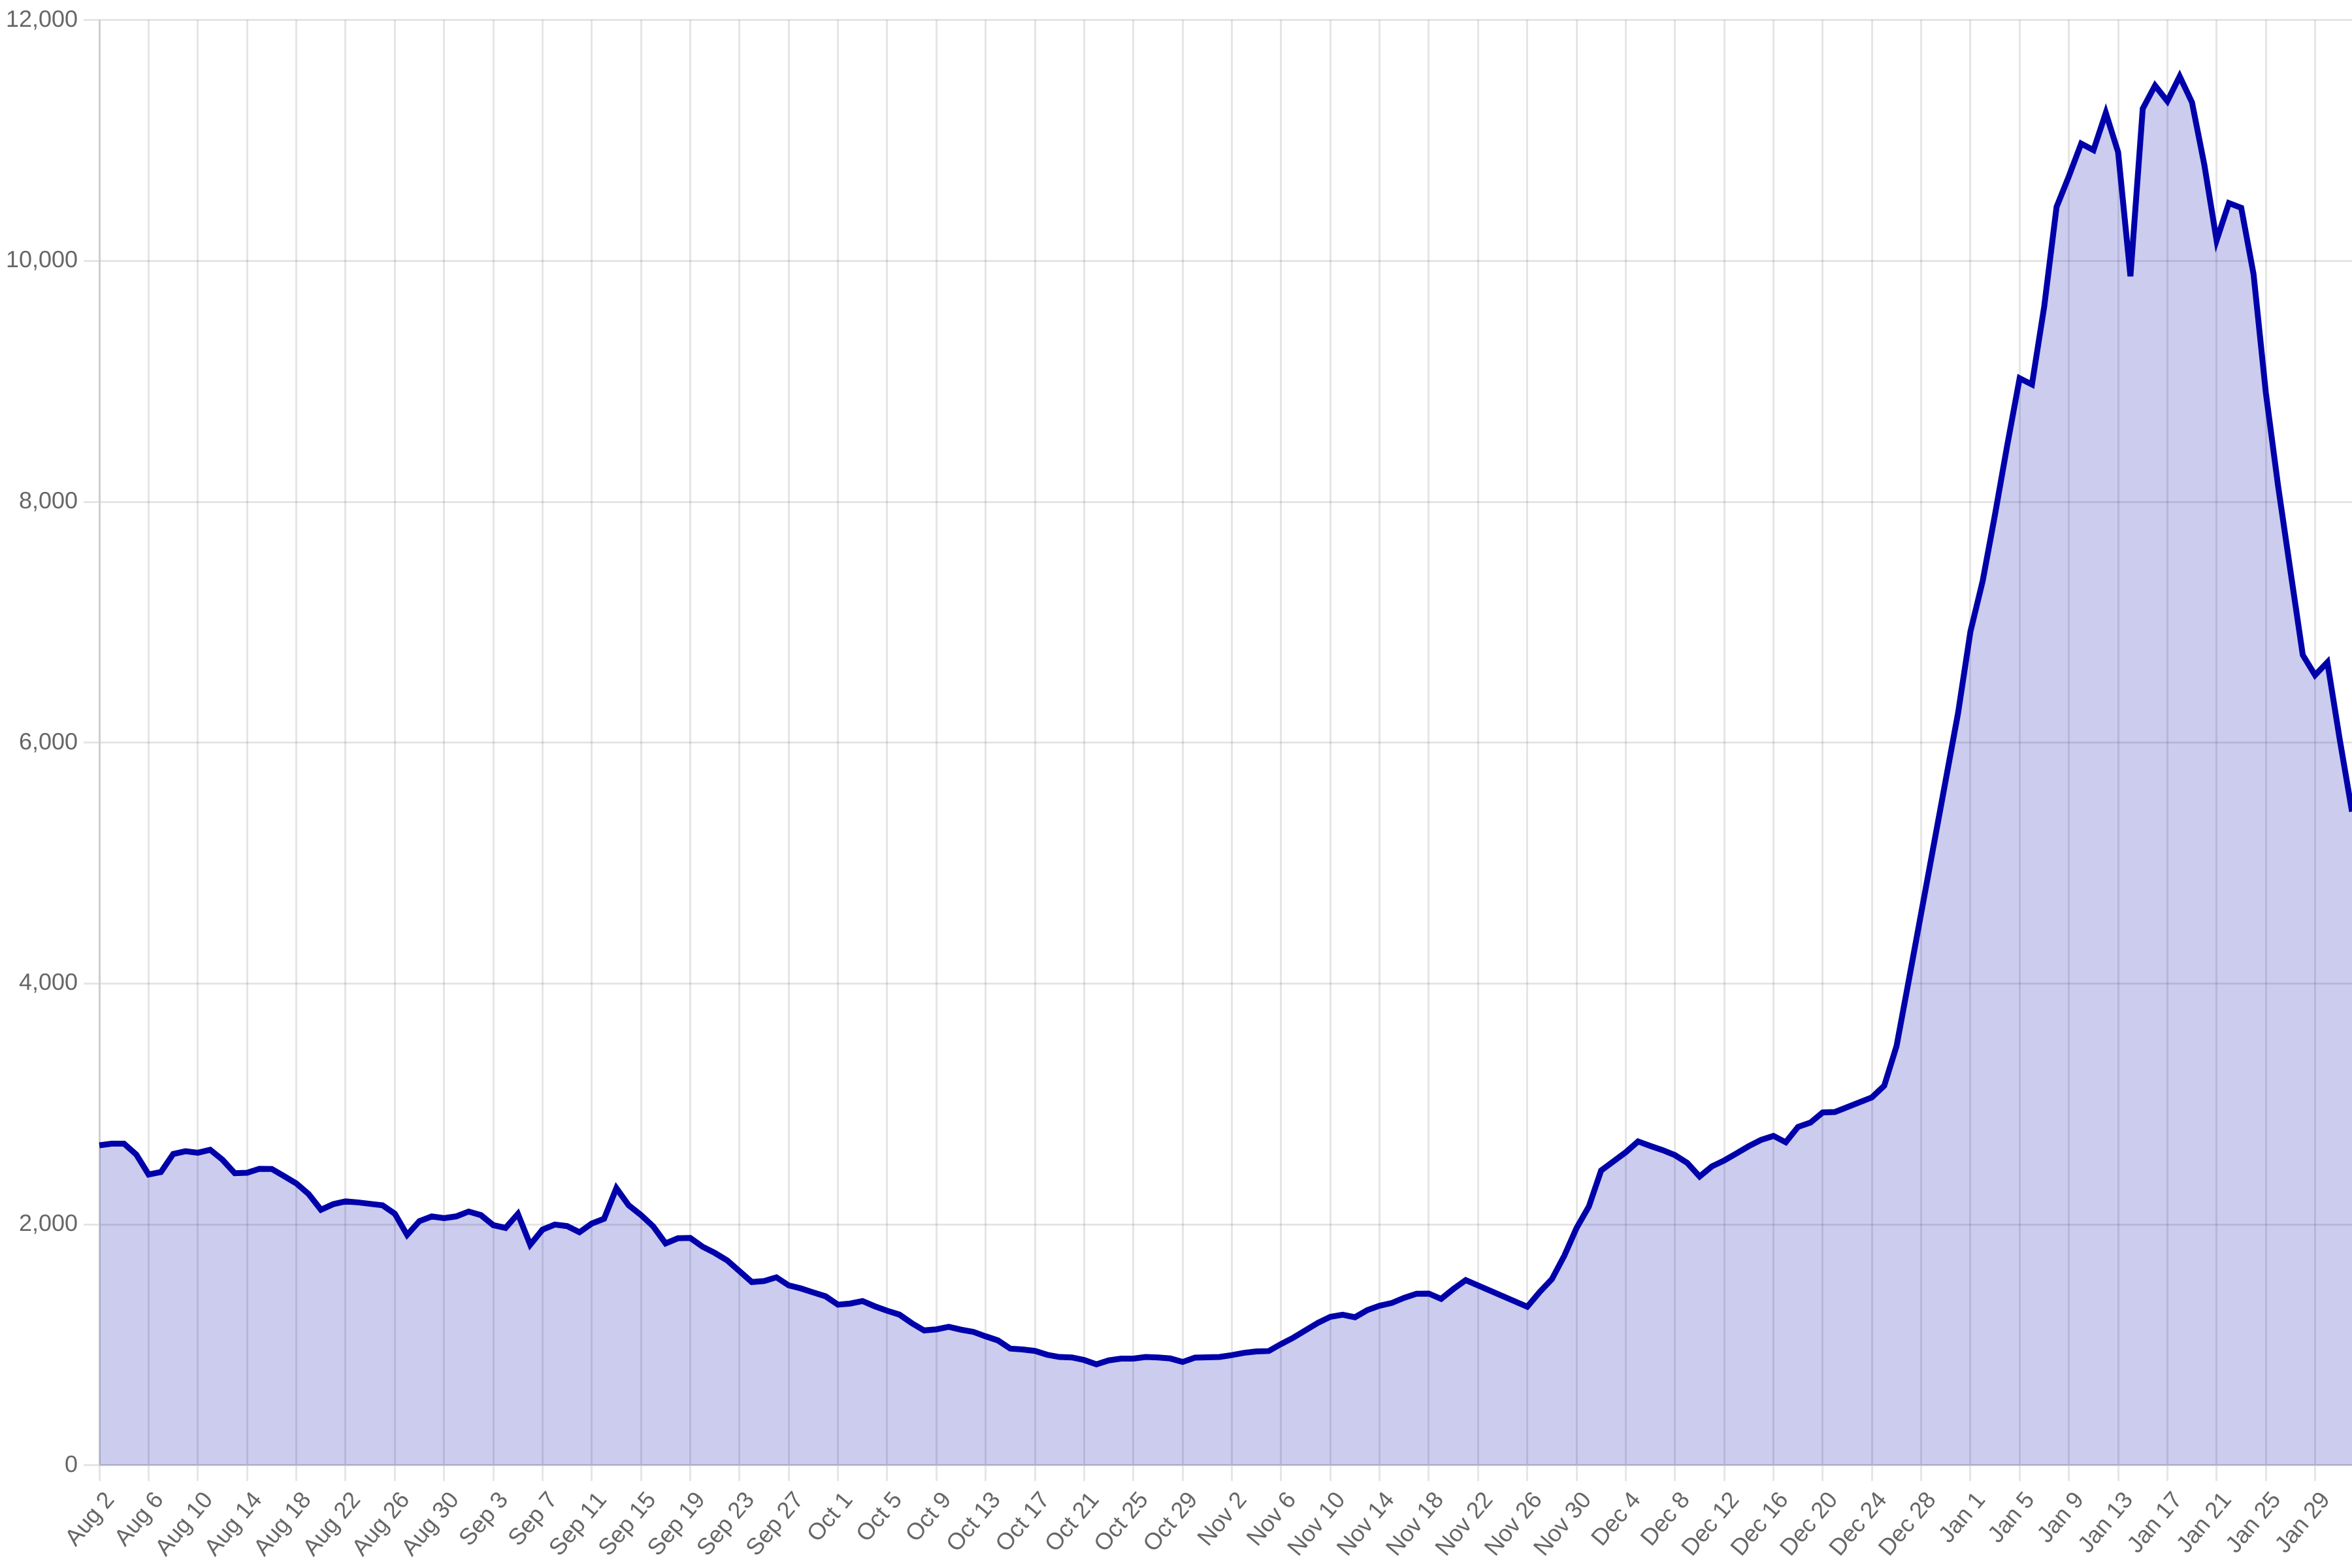 12,000
10,000
8,000
6,000
4,000
2,000
0
Aug 2
Aug 6
Aug 10
Aug 14
Aug 18
Aug 22
Aug 26
Aug 30
Sep 3
Sep 7
Sep 11
Sep 15
Sep 19
Sep 23
Sep 27
Oct 1
Oct 5
Oct 9
Oct 13
Oct 17
Oct 21
Oct 25
Oct 29
Nov 2
Nov 6
Nov 10
Nov 14
Nov 18
Nov 22
Nov 26
Nov 30
Dec 4
Dec 8
Dec 12
Dec 16
Dec 20
Dec 24
Dec 28
Jan 1
Jan 5
Jan 9
Jan 13
Jan 17
Jan 21
Jan 25
Jan 29